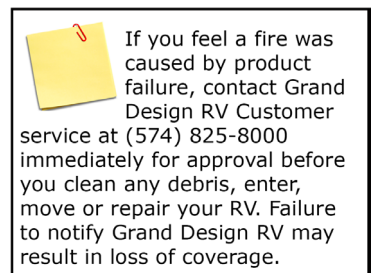 If you feel a fire was
caused by product
failure, contact Grand
Design RV Customer
service at (574) 825-8000
immediately for approval before
you clean any debris, enter,
move or repair your RV. Failure
to notify Grand Design RV may
result in loss of coverage.